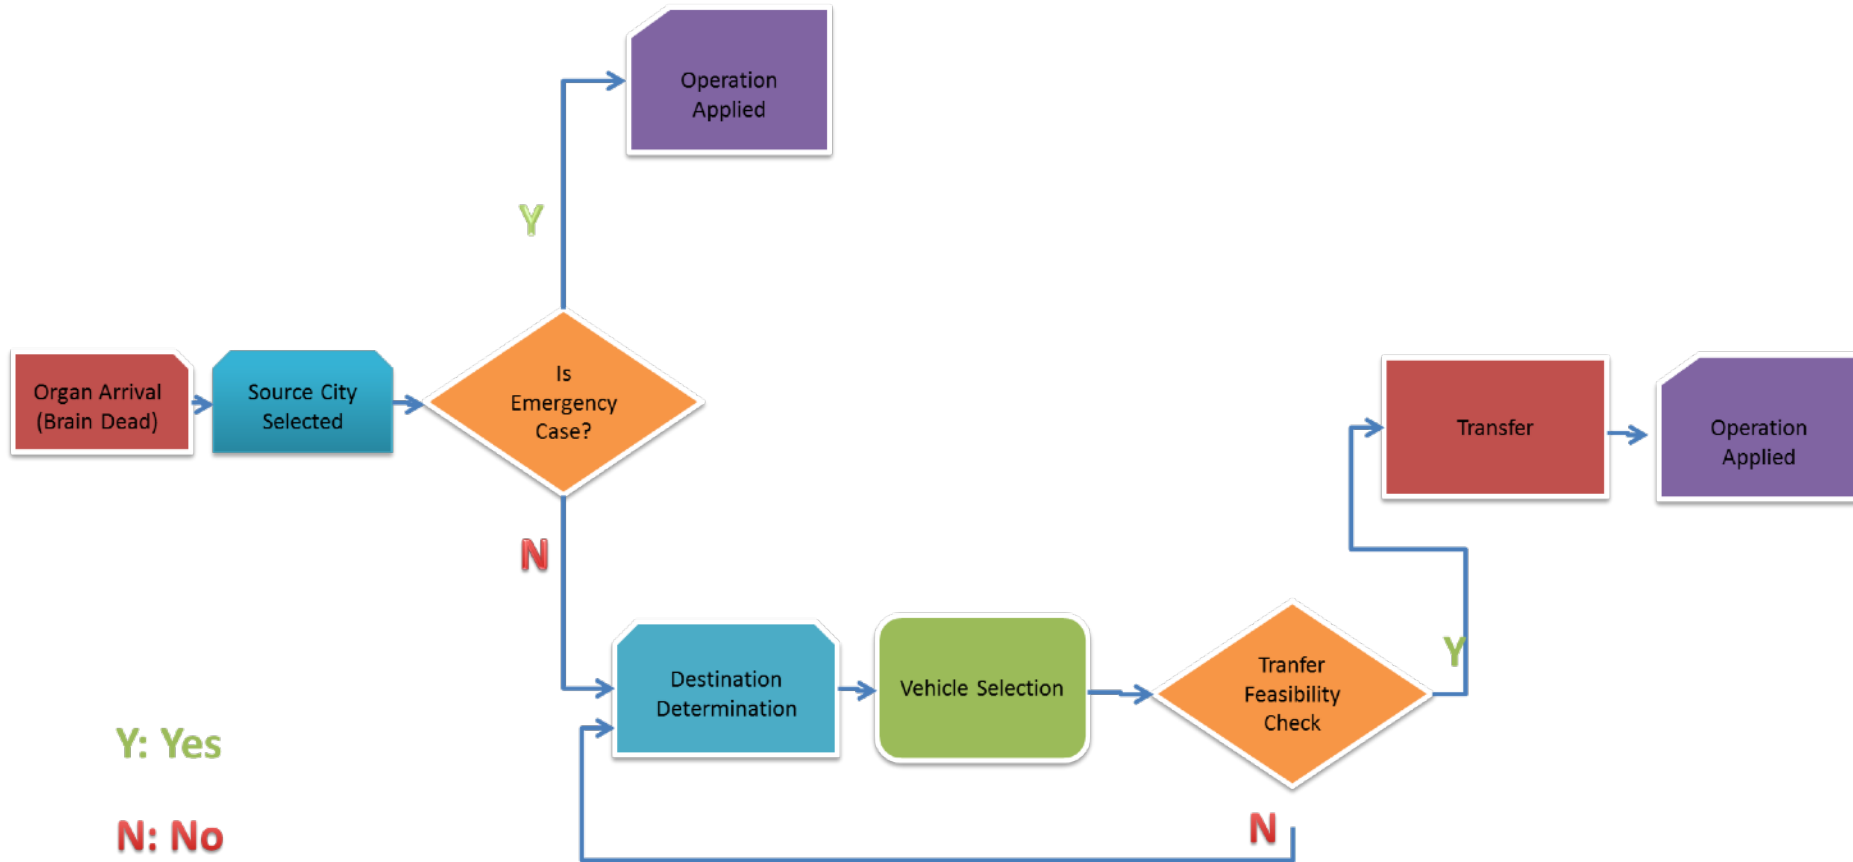 Operation
Applied
Y
Organ Arrival
(Brain Dead)
Source City
Selected
Is
Emergency
Case?
Transfer
Operation
Applied
N
Destination
Determination
Vehicle Selection
Tranfer
Feasibility
Check
Y
N
Y: Yes
N: No